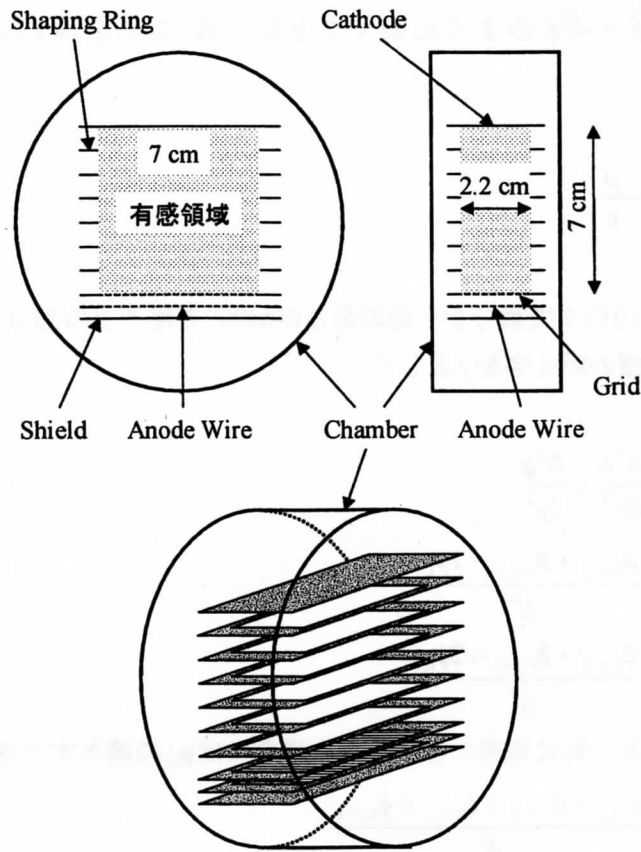 Shaping Ring
Cathode
7 cm
有感領域
2.2 cm
7 cm
Grid
Shield
Anode Wire
Chamber
Anode Wire